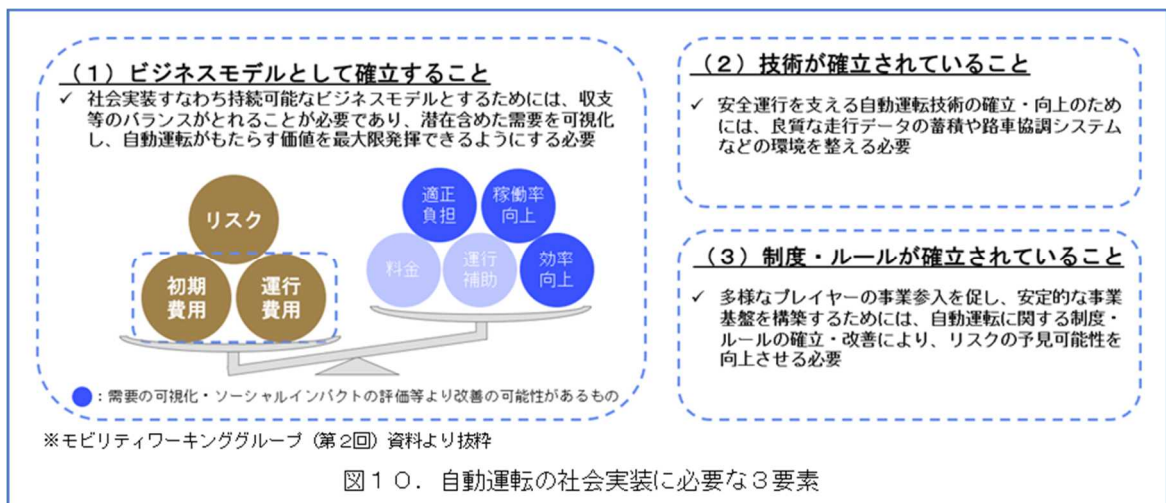 （１）ビジネスモデルとして確立すること
✓ 社会実装すなわち持続可能なビジネスモデルとするためには、収支
等のバランスがとれることが必要であり、潜在含めた需要を可視化
し、自動運転がもたらす価値を最大限発揮できるようにする必要
リスク
初期
費用
運行
費用
適正
負担
稼働率
向上
料金
運行
補助
効率
向上
：需要の可視化・ソーシャルインパクトの評価等より改善の可能性があるもの
（２）技術が確立されていること
✓ 安全運行を支える自動運転技術の確立・向上のため
には、良質な走行データの蓄積や路車協調システム
などの環境を整える必要
（３）制度・ルールが確立されていること
✓ 多様なプレイヤーの事業参入を促し、安定的な事業
基盤を構築するためには、自動運転に関する制度・
ルールの確立・改善により、リスクの予見可能性を
向上させる必要
※モビリティワーキンググループ（第２回）資料より抜粋
図１０．自動運転の社会実装に必要な３要素